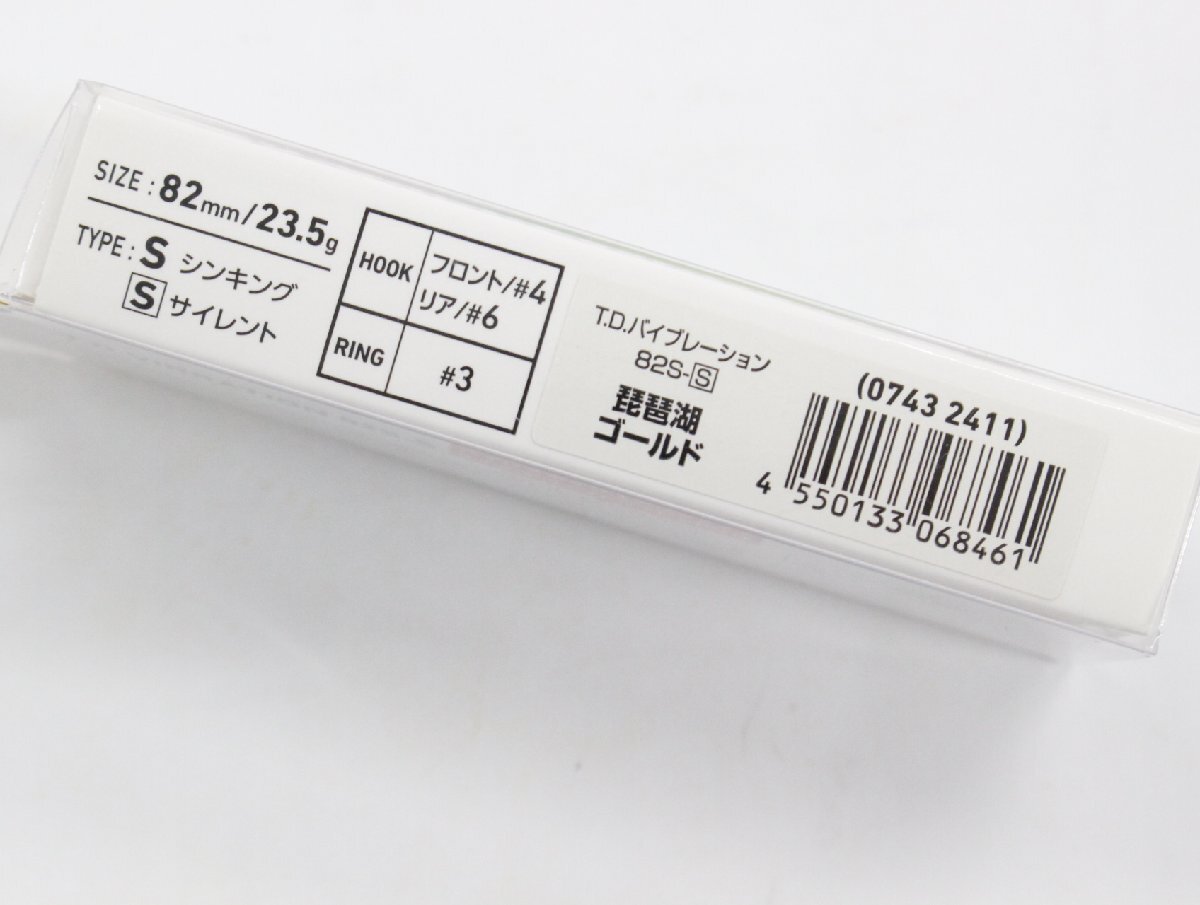 SIZE : 82mm/23.5g
TYPE : S シンキング
S サイレント
HOOK フロント/#4
リア/#6
RING #3
T.D.バイブレーション
82S-S
琵琶湖
ゴールド
(0743 2411)
4 550133 068461